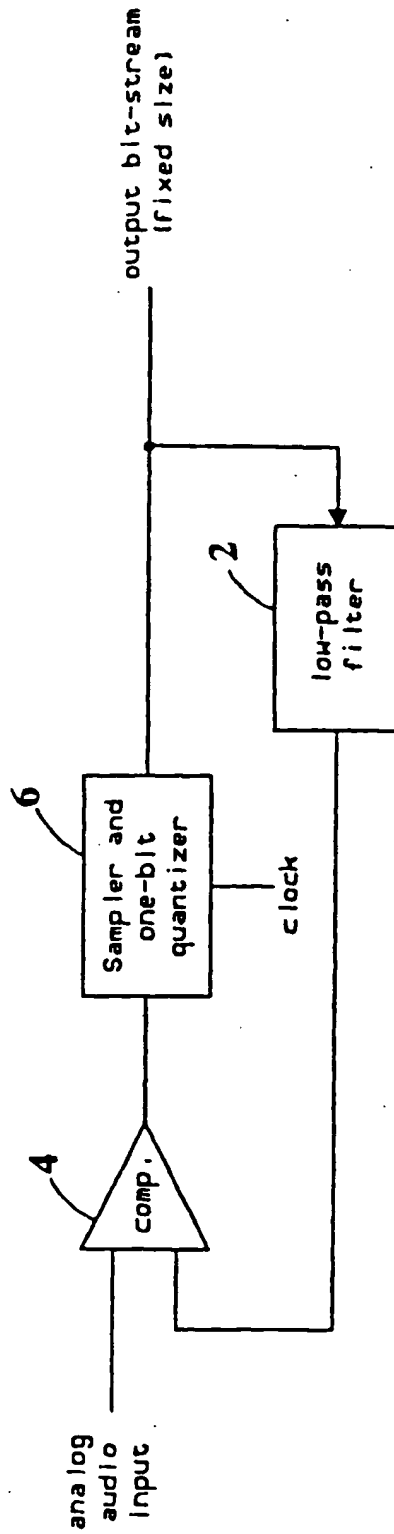 analog
audio
input
4
comp.
6
Sampler and
one-bit
quantizer
clock
2
low-pass
filter
output bit-stream
(fixed size)